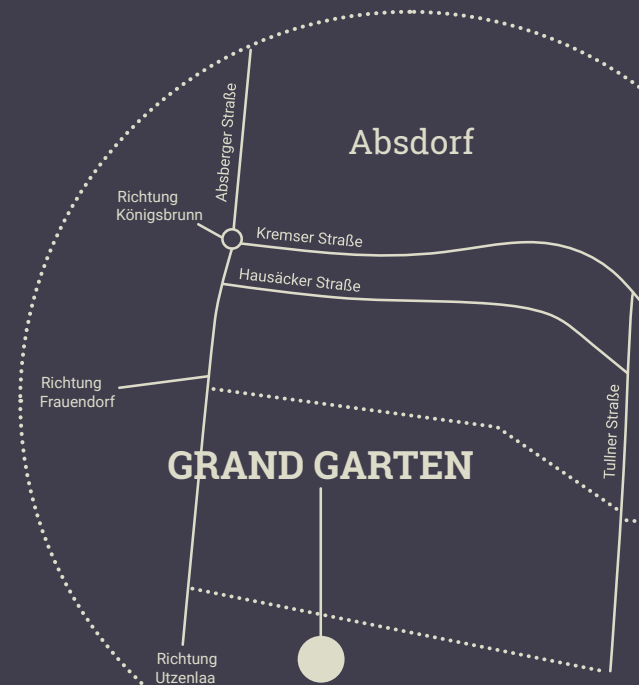 Absberger Straße
Absdorf
Richtung
Königsbrunn
Kremser Straße
Hausäcker Straße
Richtung
Frauendorf
Tullner Straße
GRAND GARTEN
Richtung
Utzenlaa